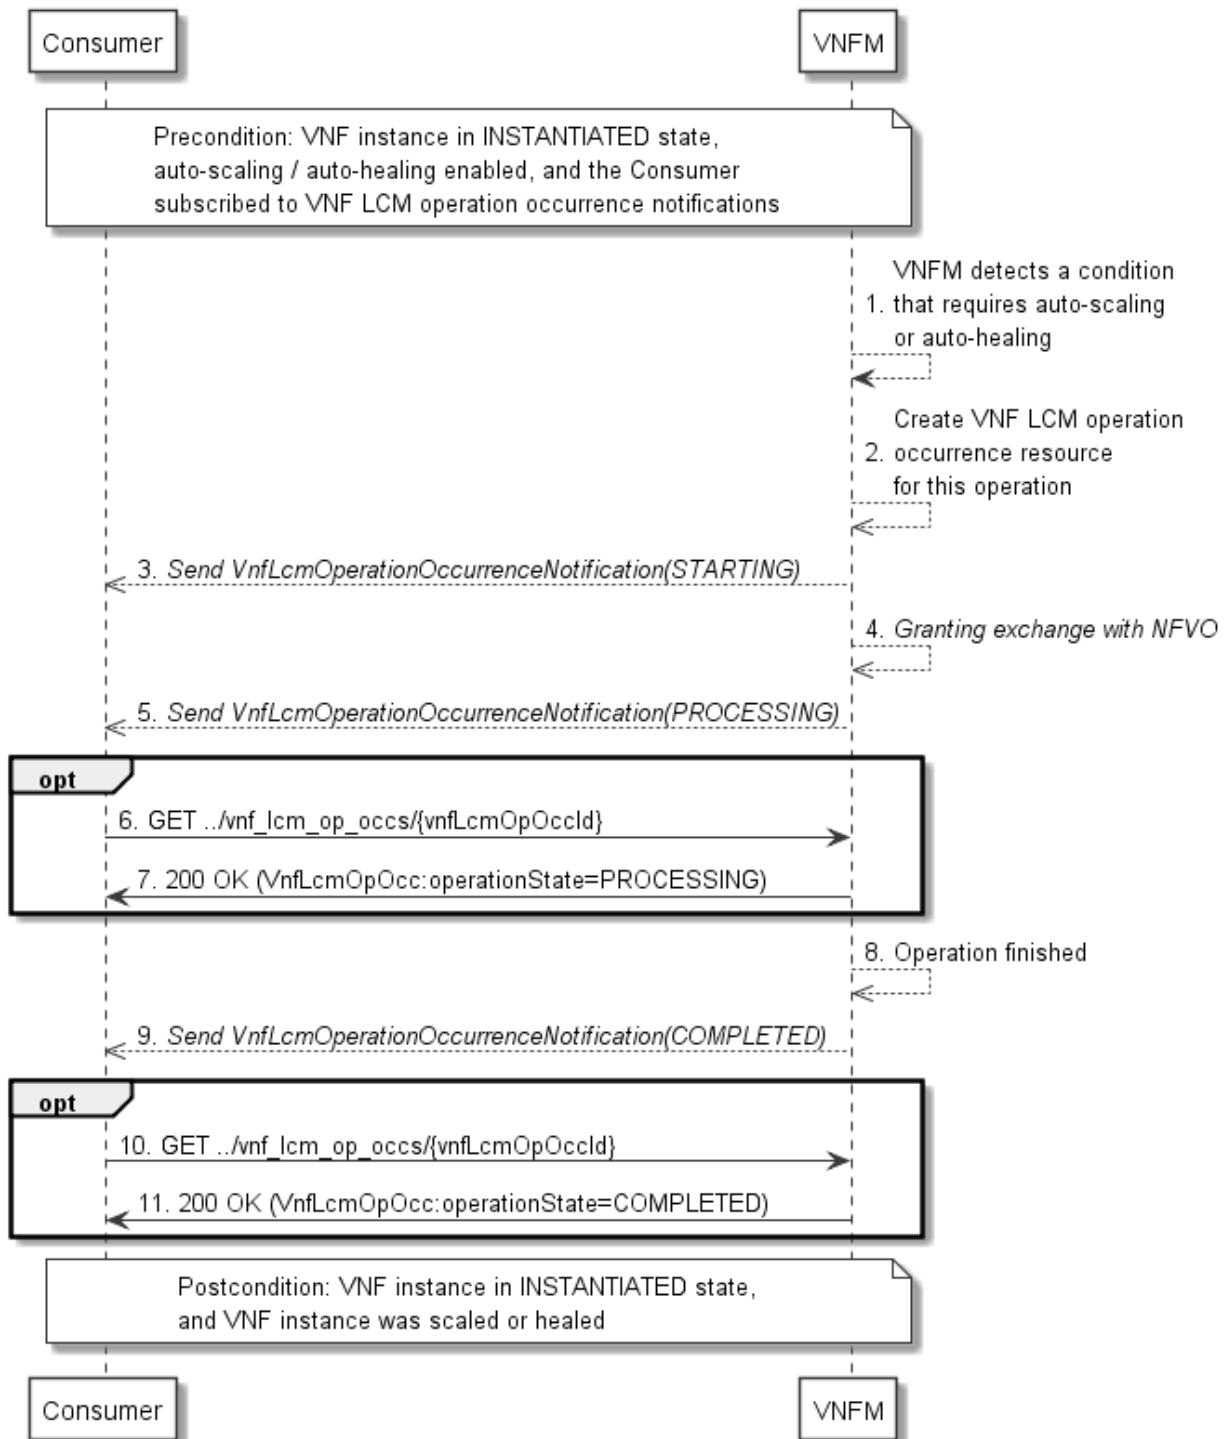 Consumer VNFM
Precondition: VNF instance in INSTANTIATED state,
auto-scaling / auto-healing enabled, and the Consumer
subscribed to VNF LCM operation occurrence notifications
VNFM detects a condition
1. that requires auto-scaling
or auto-healing
Create VNF LCM operation
2. occurrence resource
for this operation
3. Send VnfLcmOperationOccurrenceNotification(STARTING)
4. Granting exchange with NFVO
5. Send VnfLcmOperationOccurrenceNotification(PROCESSING)
opt
6. GET ../vnf_lcm_op_occs/{vnfLcmOpOccId}
7. 200 OK (VnfLcmOpOcc:operationState=PROCESSING)
8. Operation finished
9. Send VnfLcmOperationOccurrenceNotification(COMPLETED)
opt
10. GET ../vnf_lcm_op_occs/{vnfLcmOpOccId}
11. 200 OK (VnfLcmOpOcc:operationState=COMPLETED)
Postcondition: VNF instance in INSTANTIATED state,
and VNF instance was scaled or healed
Consumer VNFM